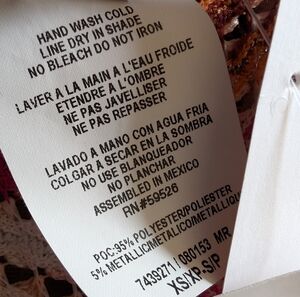 HAND WASH COLD
LINE DRY IN SHADE
NO BLEACH DO NOT IRON
LAVER A LA MAIN A L'EAU FROIDE
ETENDRE A L'OMBRE
NE PAS JAVELLISER
NE PAS REPASSER
LAVADO A MANO CON AGUA FRIA
COLGAR A SECAR EN LA SOMBRA
NO USE BLANQUEADOR
NO PLANCHAR
ASSEMBLED IN MEXICO
RN#59526
POC-95% POLYESTER/POLIESTER
5% METALLIC/METALICO/METALLIQUE
7439271 / 080153 MR
XS/XP-S/P